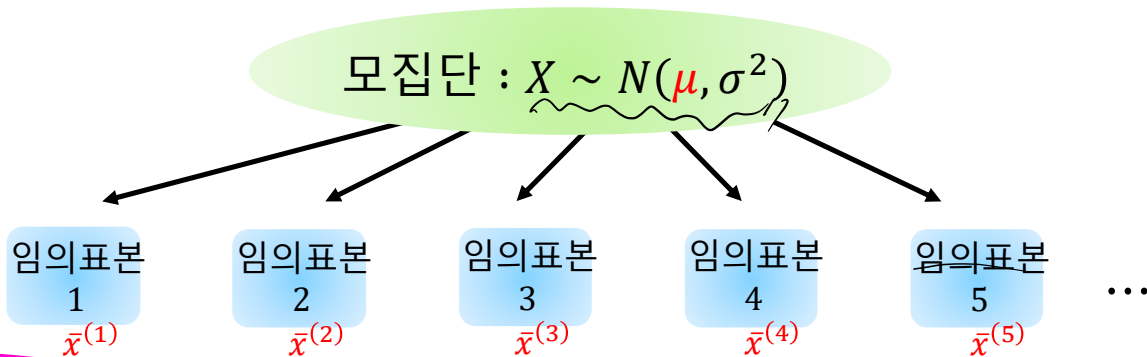 모집단 : X ~ N(μ, σ²)
임의표본 임의표본 임의표본 임의표본 임의표본
1 2 3 4 5 …
x̄⁽¹⁾ x̄⁽²⁾ x̄⁽³⁾ x̄⁽⁴⁾ x̄⁽⁵⁾